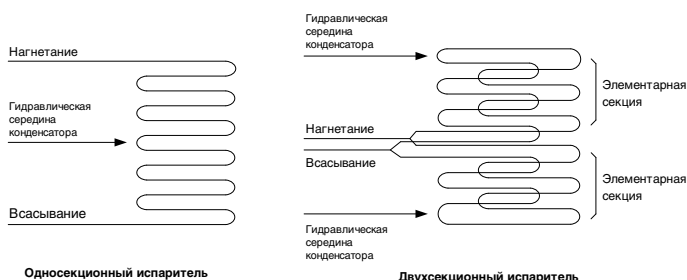 Нагнетание
Гидравлическая
середина
конденсатора
Всасывание
Односекционный испаритель
Гидравлическая
середина
конденсатора
Элементарная
секция
Нагнетание
Всасывание
Элементарная
секция
Гидравлическая
середина
конденсатора
Двухсекционный испаритель